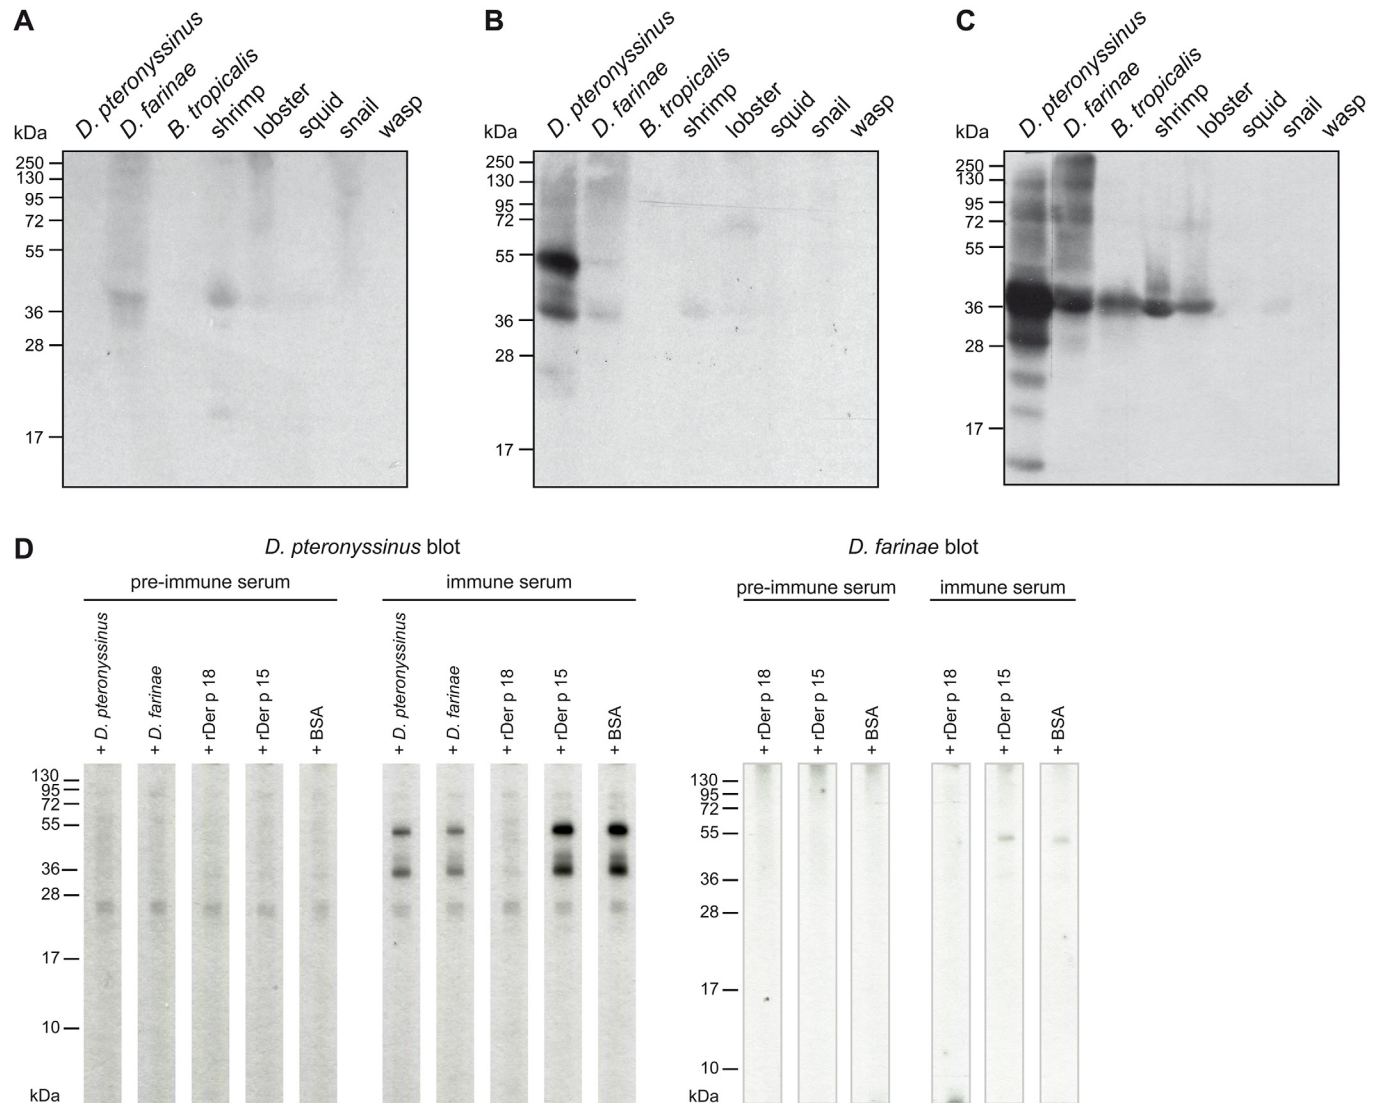 A
D. pteronyssinus
D. farinae
B. tropicalis
shrimp
lobster
squid
snail
wasp
kDa
250
130
95
72
55
36
28
17
B
D. pteronyssinus
D. farinae
B. tropicalis
shrimp
lobster
squid
snail
wasp
kDa
250
130
95
72
55
36
28
17
C
D. pteronyssinus
D. farinae
B. tropicalis
shrimp
lobster
squid
snail
wasp
kDa
250
130
95
72
55
36
28
17
D
D. pteronyssinus blot
pre-immune serum
immune serum
+ D. pteronyssinus
+ D. farinae
+ rDer p 18
+ rDer p 15
+ BSA
+ D. pteronyssinus
+ D. farinae
+ rDer p 18
+ rDer p 15
+ BSA
130
95
72
55
36
28
17
10
kDa
D. farinae blot
pre-immune serum
immune serum
+ rDer p 18
+ rDer p 15
+ BSA
+ rDer p 18
+ rDer p 15
+ BSA
130
95
72
55
36
28
17
10
kDa